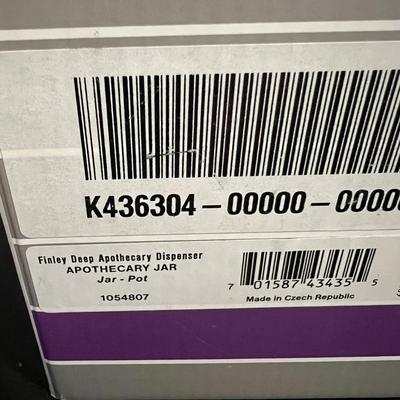 K436304-00000-0000
Finley Deep Apothecary Dispenser
APOTHECARY JAR
Jar - Pot
1054807
7 01587 43435 5
Made in Czech Republic